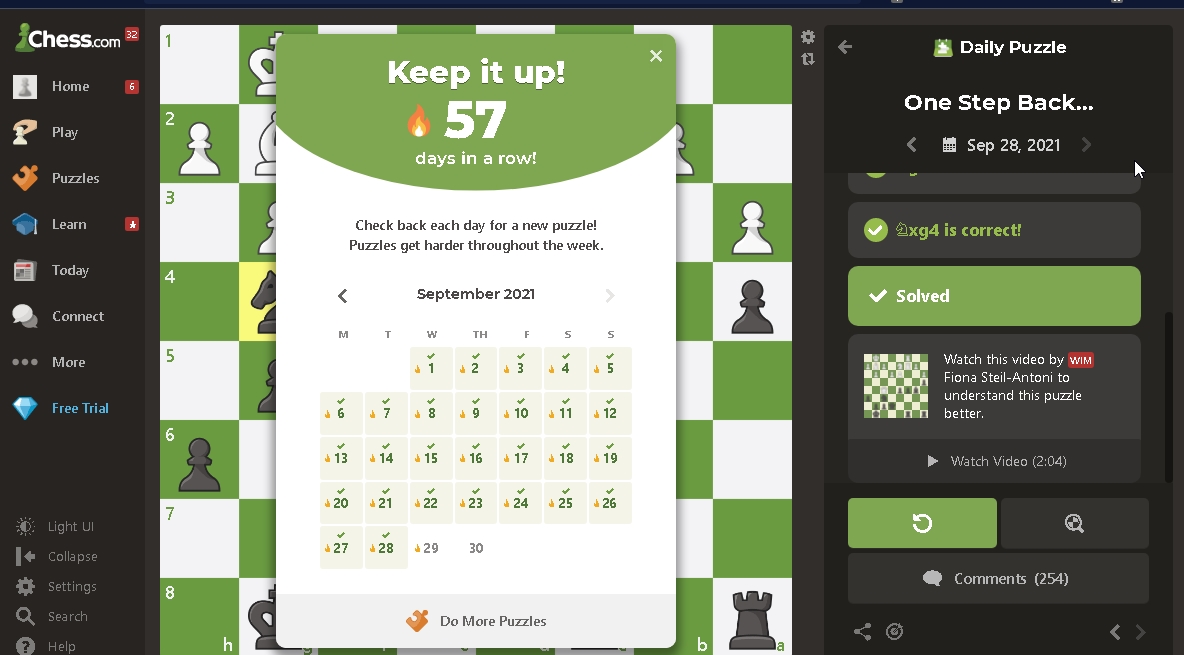 Chess.com
32
Home
6
Play
Puzzles
Learn
Today
Connect
More
Free Trial
Light UI
Collapse
Settings
Search
Help
1
2
3
4
5
6
7
8
h
b
a
Keep it up!
57
days in a row!
Check back each day for a new puzzle!
Puzzles get harder throughout the week.
September 2021
M T W TH F S S
1 2 3 4 5
6 7 8 9 10 11 12
13 14 15 16 17 18 19
20 21 22 23 24 25 26
27 28 29 30
Do More Puzzles
Daily Puzzle
One Step Back...
Sep 28, 2021
♘xg4 is correct!
Solved
Watch this video by WIM
Fiona Steil-Antoni to
understand this puzzle
better.
Watch Video (2:04)
Comments (254)